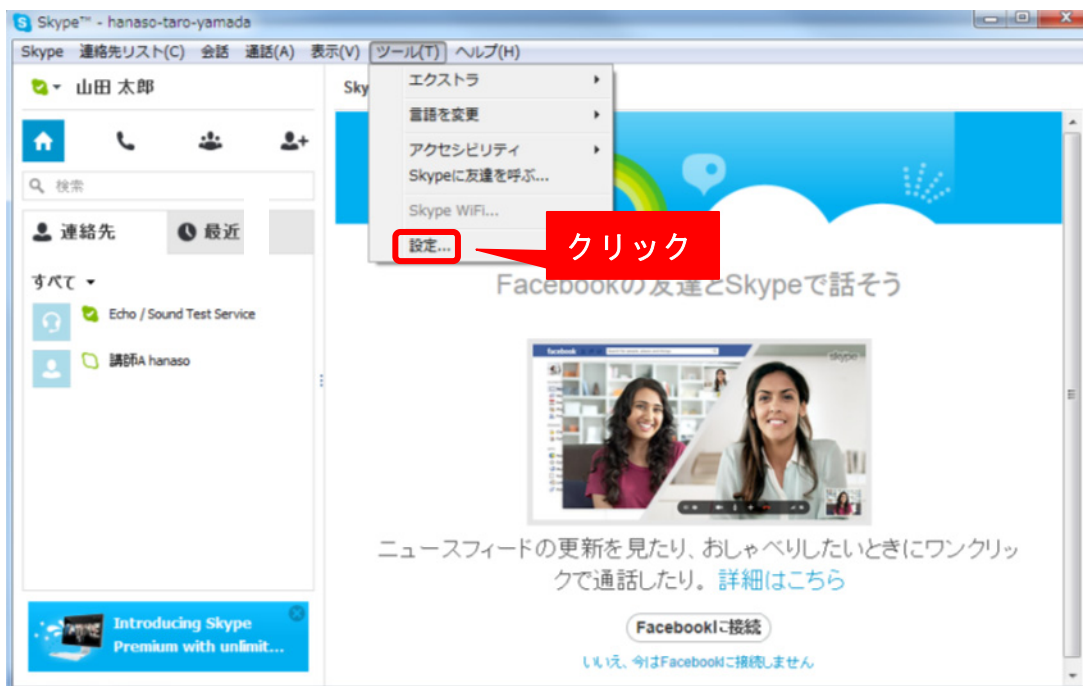 Skype™ - hanaso-taro-yamada
Skype 連絡先リスト(C) 会話 通話(A) 表示(V) ツール(T) ヘルプ(H)
山田 太郎
Sky
エクストラ
言語を変更
アクセシビリティ
Skypeに友達を呼ぶ...
Skype WiFi...
設定...
クリック
検索
連絡先 最近
すべて
Echo / Sound Test Service
講師A hanaso
Facebookの友達とSkypeで話そう
facebook
skype
ニュースフィードの更新を見たり、おしゃべりしたいときにワンクリッ
クで通話したり。詳細はこちら
Facebookに接続
いいえ、今はFacebookに接続しません
Introducing Skype
Premium with unlimit...